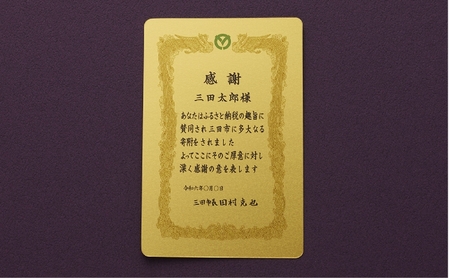 感謝
三田太郎様
あなたはふるさと納税の趣旨に
賛同され三田市に多大なる
寄附をされました
よってここにそのご厚意に対し
深く感謝の意を表します
令和六年〇月〇日
三田市長田村克也